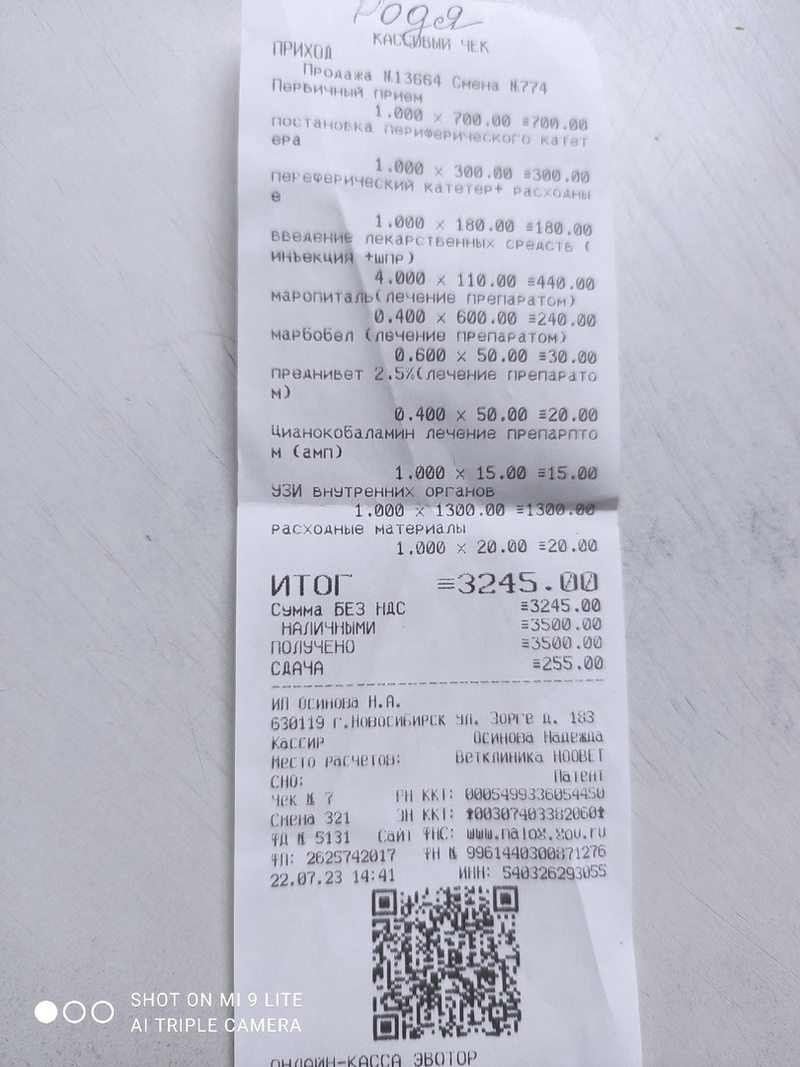 Родя
КАССОВЫЙ ЧЕК
ПРИХОД
Продажа №13664 Смена №774
Первичный прием
1.000 x 700.00 ≡700.00
постановка периферического катет
ера
1.000 x 300.00 ≡300.00
переферический катетер+ расходны
е
1.000 x 180.00 ≡180.00
введение лекарственных средств (
инъекция +шпр)
4.000 x 110.00 ≡440.00
маропиталь(лечение препаратом)
0.400 x 600.00 ≡240.00
марбобел (лечение препаратом)
0.600 x 50.00 ≡30.00
преднивет 2.5%(лечение препарато
м)
0.400 x 50.00 ≡20.00
Цианокобаламин лечение препарпто
м (амп)
1.000 x 15.00 ≡15.00
УЗИ внутренних органов
1.000 x 1300.00 ≡1300.00
расходные материалы
1.000 x 20.00 ≡20.00
ИТОГ ≡3245.00
Сумма БЕЗ НДС ≡3245.00
НАЛИЧНЫМИ ≡3500.00
ПОЛУЧЕНО ≡3500.00
СДАЧА ≡255.00
ИП Осинова Н.А.
630119 г.Новосибирск ул. Зорге д. 183
Кассир Осинова Надежда
Место расчетов: Ветклиника НООВЕТ
СНО: Патент
Чек № 7 РН ККТ: 0005499336054450
Смена 321 ЗН ККТ: 00307403382060
ФД № 5131 Сайт ФНС: www.nalog.gov.ru
ФП: 2625742017 ФН № 9961440300871276
22.07.23 14:41 ИНН: 540326293055
ОНЛАЙН-КАССА ЭВОТОР
SHOT ON MI 9 LITE
AI TRIPLE CAMERA